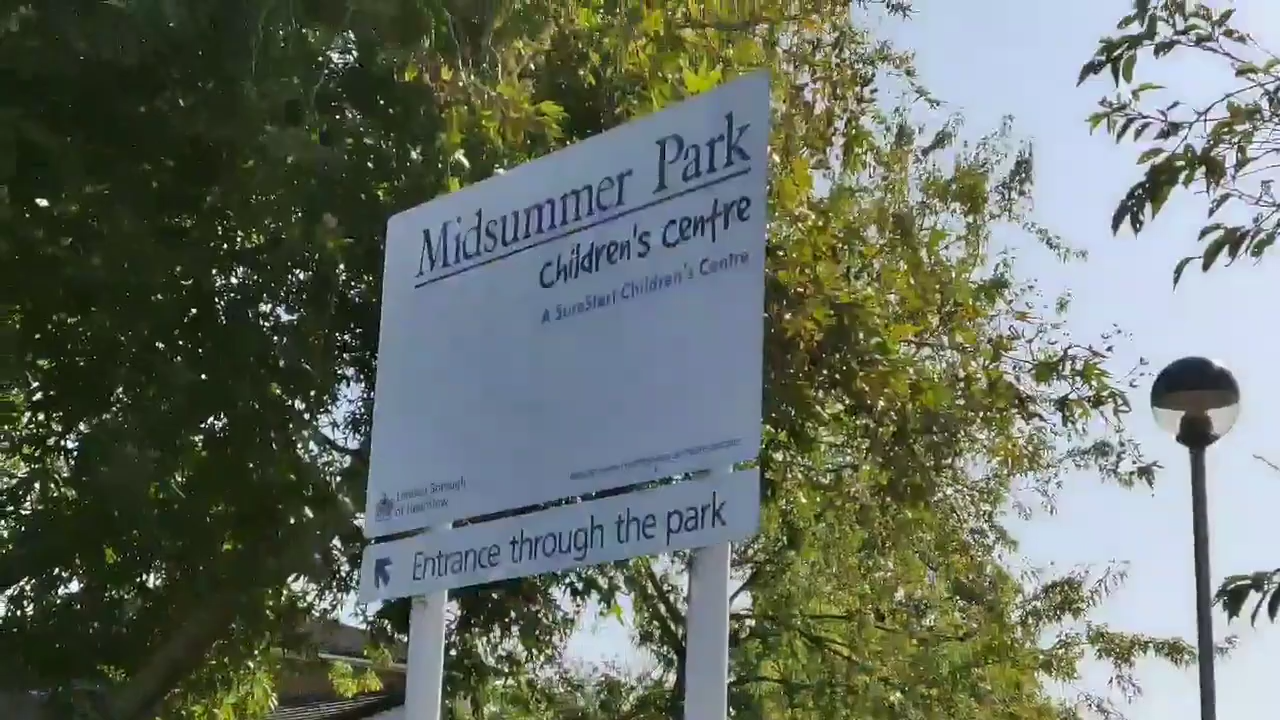 Midsummer Park
Children's Centre
A SureStart Children's Centre
London Borough
of Hounslow
Entrance through the park